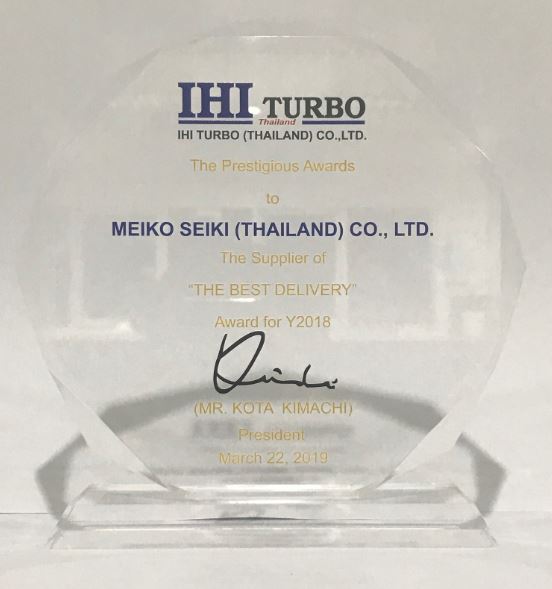 IHI TURBO
Thailand
IHI TURBO (THAILAND) CO.,LTD.
The Prestigious Awards
to
MEIKO SEIKI (THAILAND) CO., LTD.
The Supplier of
“THE BEST DELIVERY”
Award for Y2018
(MR. KOTA KIMACHI)
President
March 22, 2019